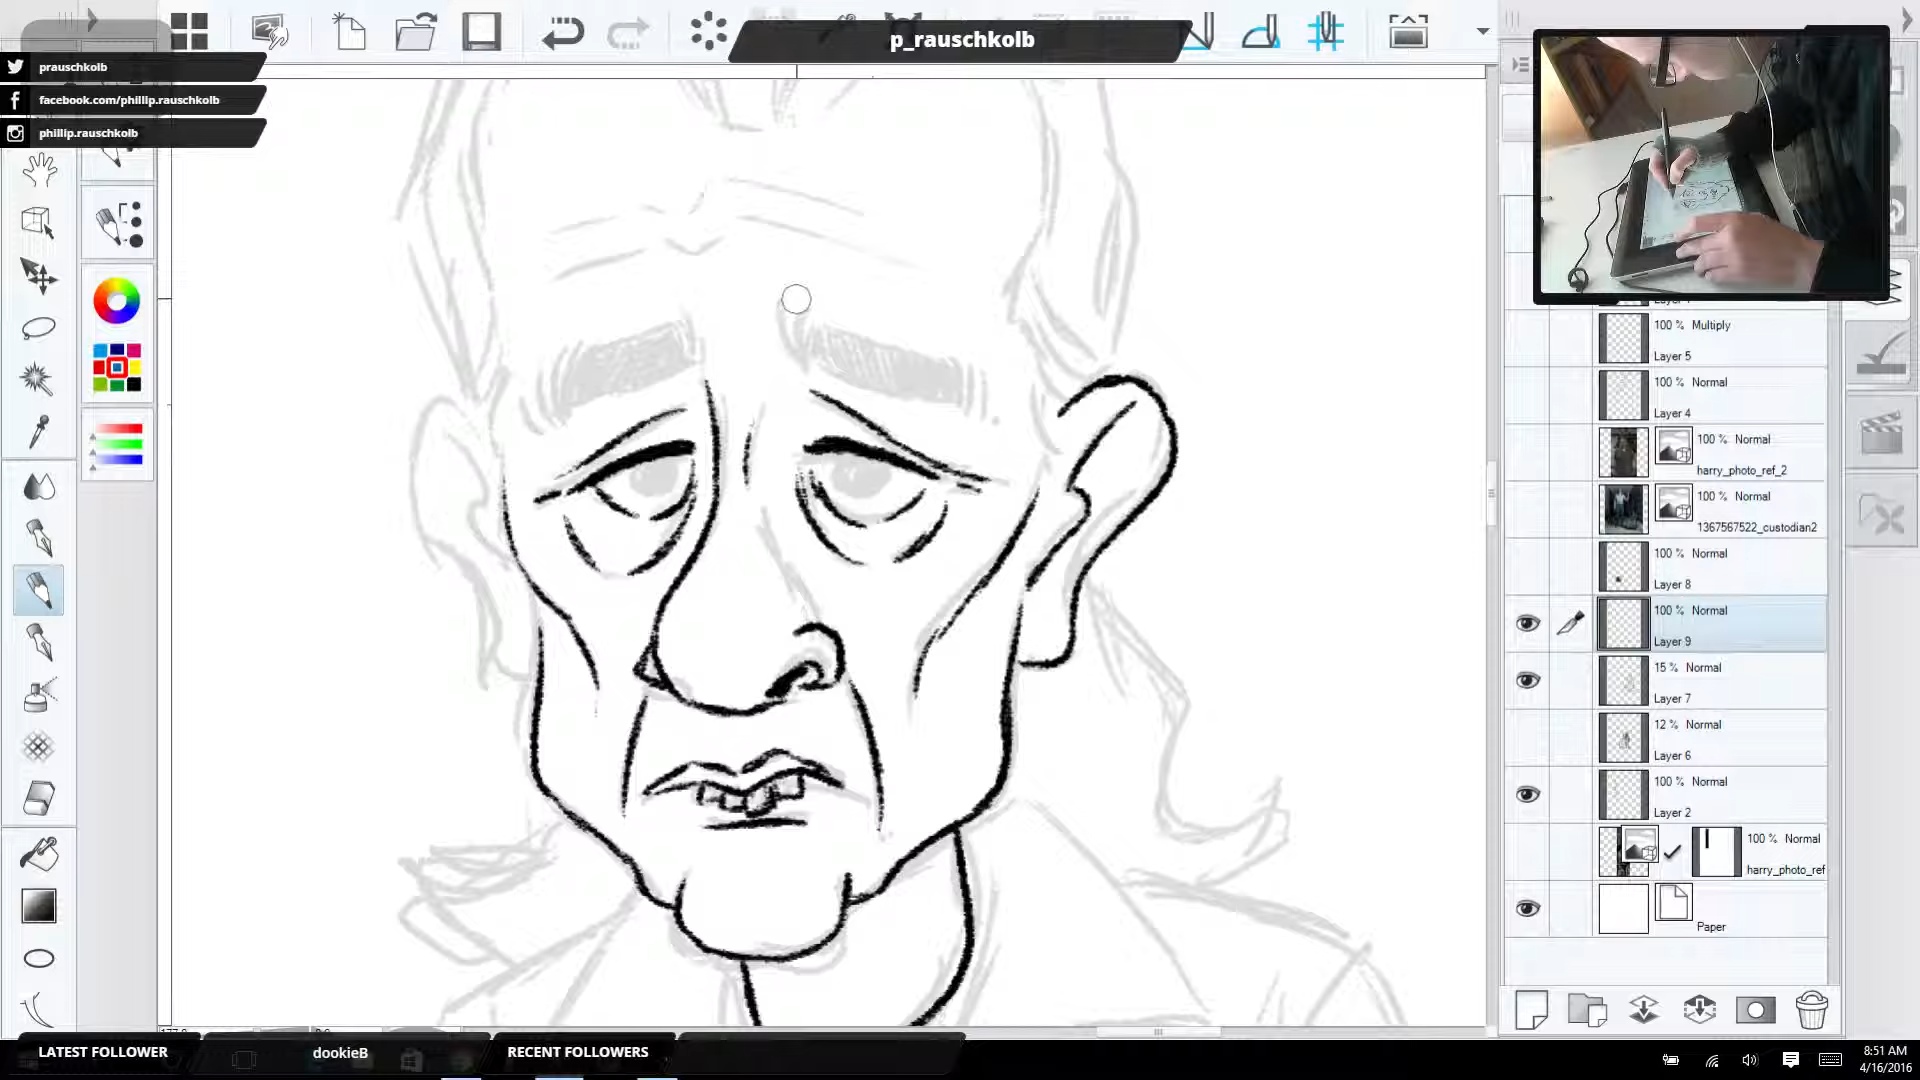 p_rauschkolb
prauschkolb
facebook.com/phillip.rauschkolb
phillip.rauschkolb
100 % Multiply
Layer 5
100 % Normal
Layer 4
100 % Normal
harry_photo_ref_2
100 % Normal
1367567522_custodian2
100 % Normal
Layer 8
100 % Normal
Layer 9
15 % Normal
Layer 7
12 % Normal
Layer 6
100 % Normal
Layer 2
100 % Normal
harry_photo_ref
Paper
LATEST FOLLOWER
dookieB
RECENT FOLLOWERS
8:51 AM
4/16/2016